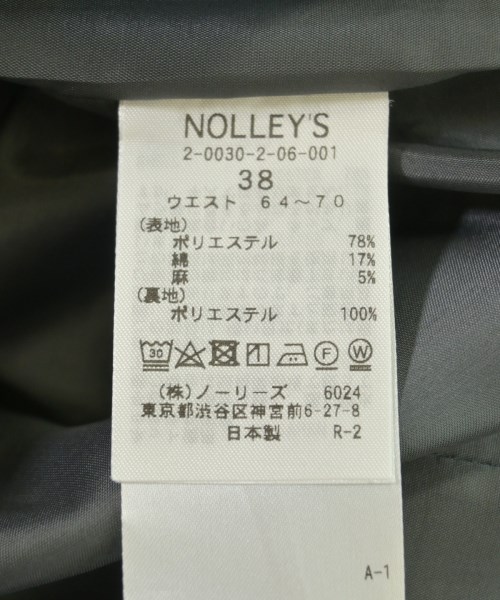 NOLLEY'S
2-0030-2-06-001
38
ウエスト 64～70
(表地)
ポリエステル 78%
綿 17%
麻 5%
(裏地)
ポリエステル 100%
30 F W
(株)ノーリーズ 6024
東京都渋谷区神宮前6-27-8
日本製 R-2
A-1